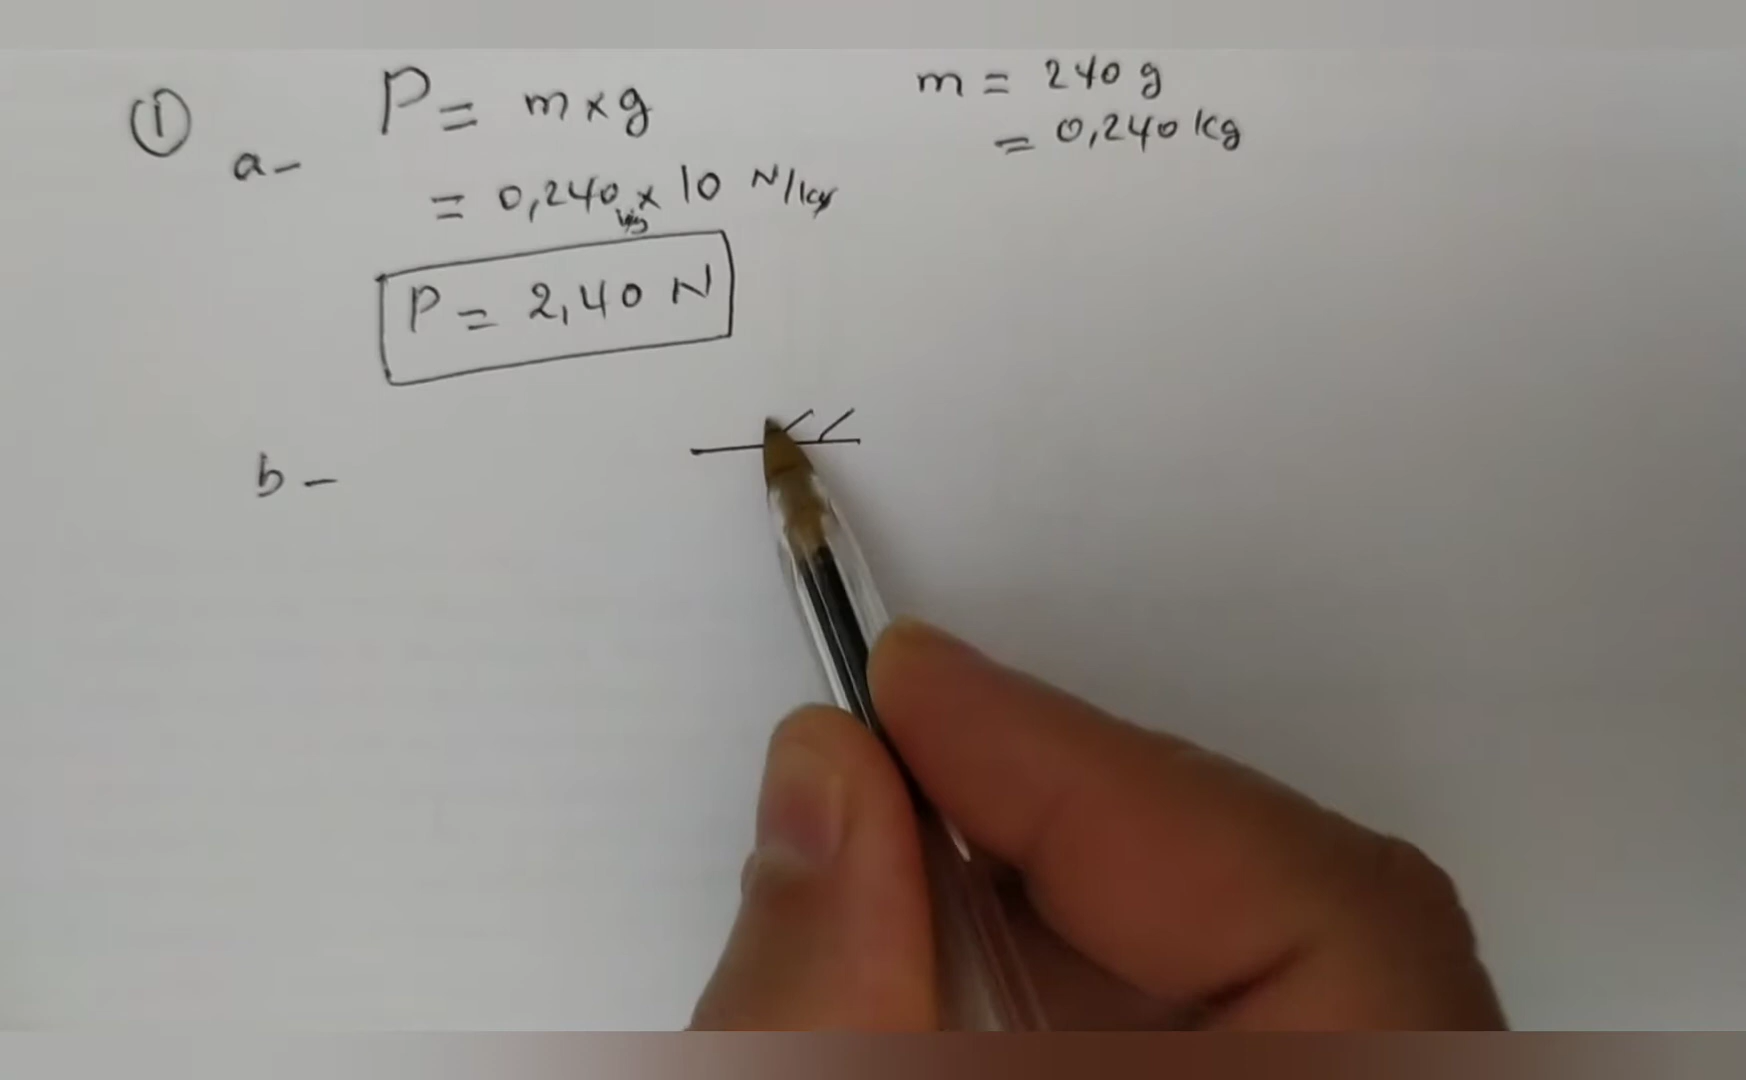 ① P = m × g
a-
= 0,240 kg × 10 N/kg
P = 2,40 N
m = 240 g
= 0,240 kg
b -